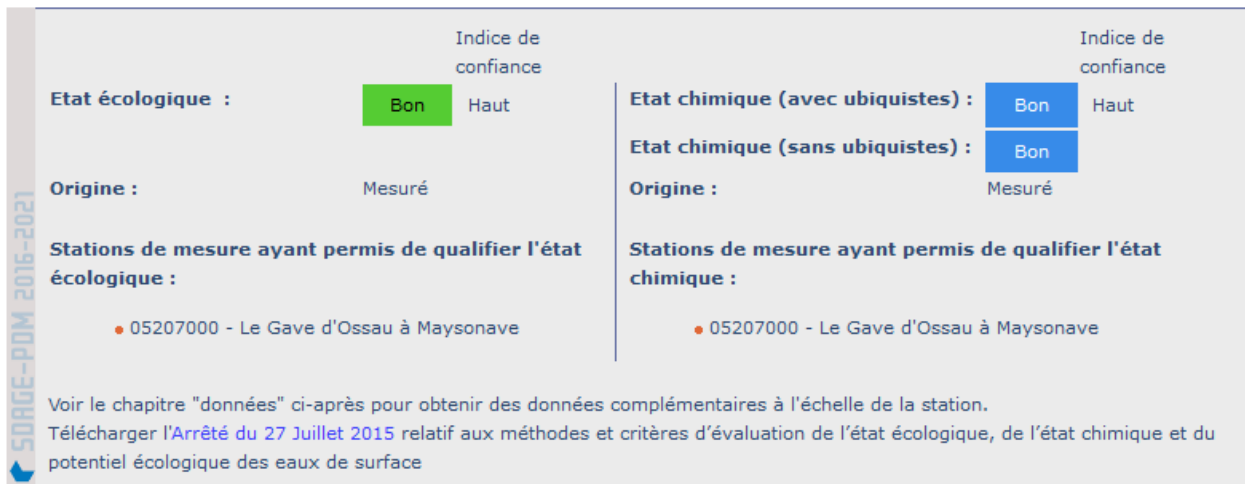 Indice de
confiance
Etat écologique :
Bon
Haut
Origine :
Mesuré
Stations de mesure ayant permis de qualifier l'état
écologique :
05207000 - Le Gave d'Ossau à Maysonave
Indice de
confiance
Etat chimique (avec ubiquistes) :
Bon
Haut
Etat chimique (sans ubiquistes) :
Bon
Origine :
Mesuré
Stations de mesure ayant permis de qualifier l'état
chimique :
05207000 - Le Gave d'Ossau à Maysonave
Voir le chapitre "données" ci-après pour obtenir des données complémentaires à l'échelle de la station.
Télécharger l'Arrêté du 27 Juillet 2015 relatif aux méthodes et critères d’évaluation de l’état écologique, de l’état chimique et du
potentiel écologique des eaux de surface
SDAGE-PDM 2016-2021